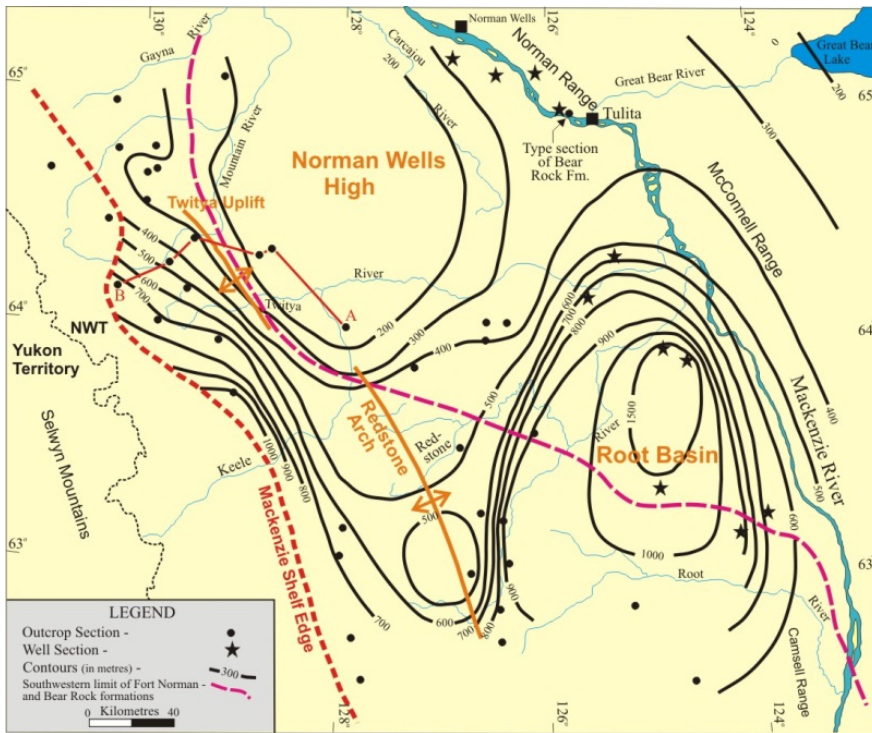 130
128
126
124
Norman Wells
Great Bear
Lake
65
65
Gayna
River
Carcajou
River
200
Norman Range
Great Bear River
200
300
Tulita
Type section
of Bear
Rock Fm.
Mountain River
Norman Wells
High
Twitya Uplift
McConnell Range
400
500
600
700
B
A
River
Twitya
200
300
400
64
64
NWT
Yukon
Territory
600
700
800
900
500
1500
400
Selwyn Mountains
Redstone
Arch
Red-
stone
River
Root Basin
Mackenzie River
Keele
1000
900
800
Mackenzie Shelf Edge
500
500
63
63
1000
600
Root
River
700
600
700
800
900
Camsell Range
128
126
124
LEGEND
Outcrop Section -
Well Section -
Contours (in metres) -
300
Southwestern limit of Fort Norman -
and Bear Rock formations
0 Kilometres 40